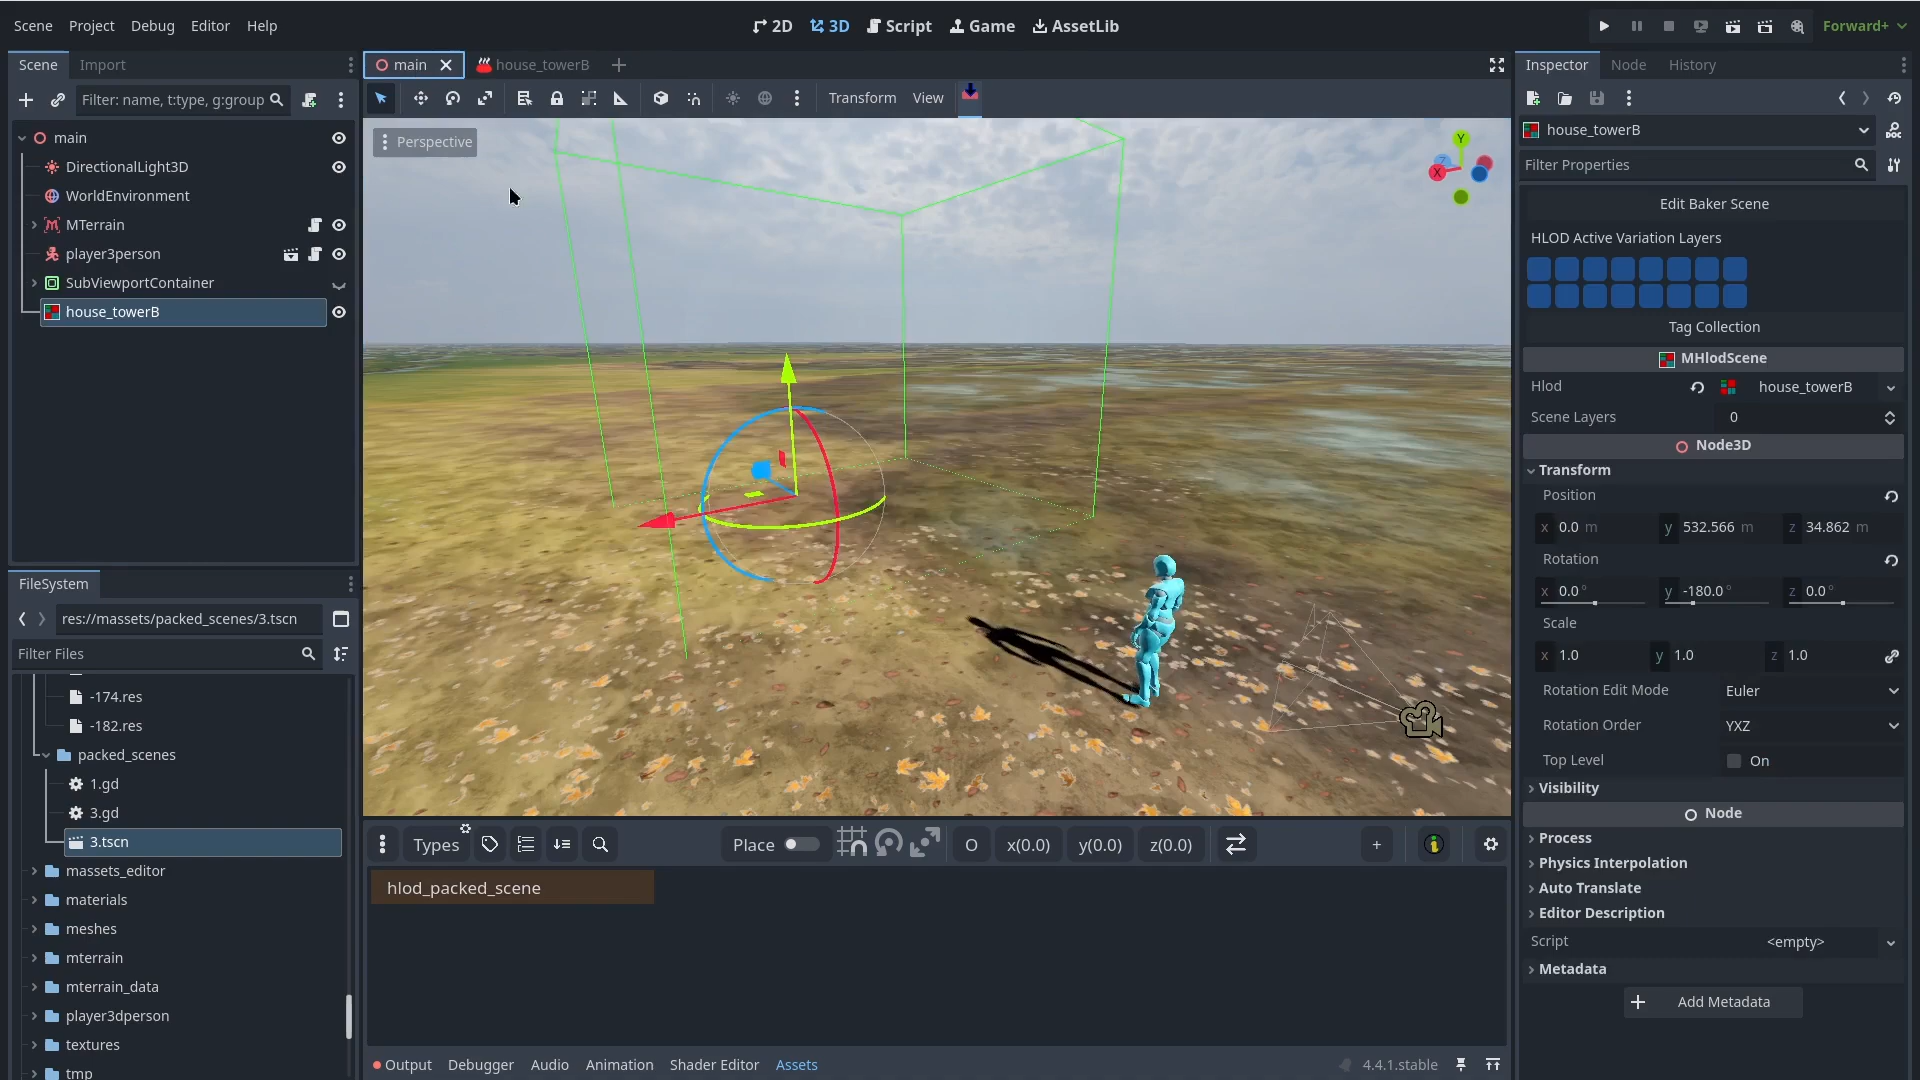 Scene Project Debug Editor Help
2D 3D Script Game AssetLib
Forward+
Scene Import
Filter: name, t:type, g:group
main
DirectionalLight3D
WorldEnvironment
MTerrain
player3person
SubViewportContainer
house_towerB
FileSystem
res://massets/packed_scenes/3.tscn
Filter Files
-174.res
-182.res
packed_scenes
1.gd
3.gd
3.tscn
massets_editor
materials
meshes
mterrain
mterrain_data
player3dperson
textures
tmp
main house_towerB
Transform View
Perspective
Y
Z
X
Types Place O x(0.0) y(0.0) z(0.0) +
hlod_packed_scene
Output Debugger Audio Animation Shader Editor Assets 4.4.1.stable
Inspector Node History
house_towerB
Filter Properties
Edit Baker Scene
HLOD Active Variation Layers
Tag Collection
MHlodScene
Hlod house_towerB
Scene Layers 0
Node3D
Transform
Position
x 0.0 m y 532.566 m z 34.862 m
Rotation
x 0.0 ° y -180.0 ° z 0.0 °
Scale
x 1.0 y 1.0 z 1.0
Rotation Edit Mode Euler
Rotation Order YXZ
Top Level On
Visibility
Node
Process
Physics Interpolation
Auto Translate
Editor Description
Script <empty>
Metadata
Add Metadata